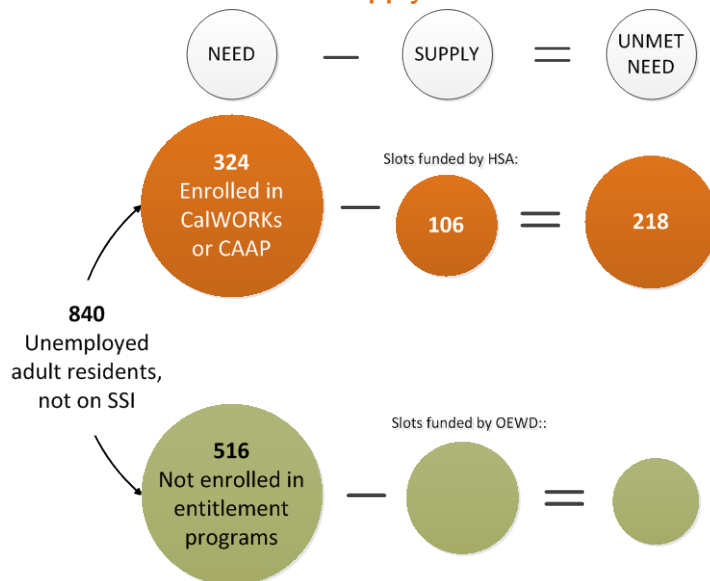 NEED
SUPPLY
UNMET
NEED
324
Enrolled in
CalWORKs
or CAAP
Slots funded by HSA:
106
218
840
Unemployed
adult residents,
not on SSI
516
Not enrolled in
entitlement
programs
Slots funded by OEWD::